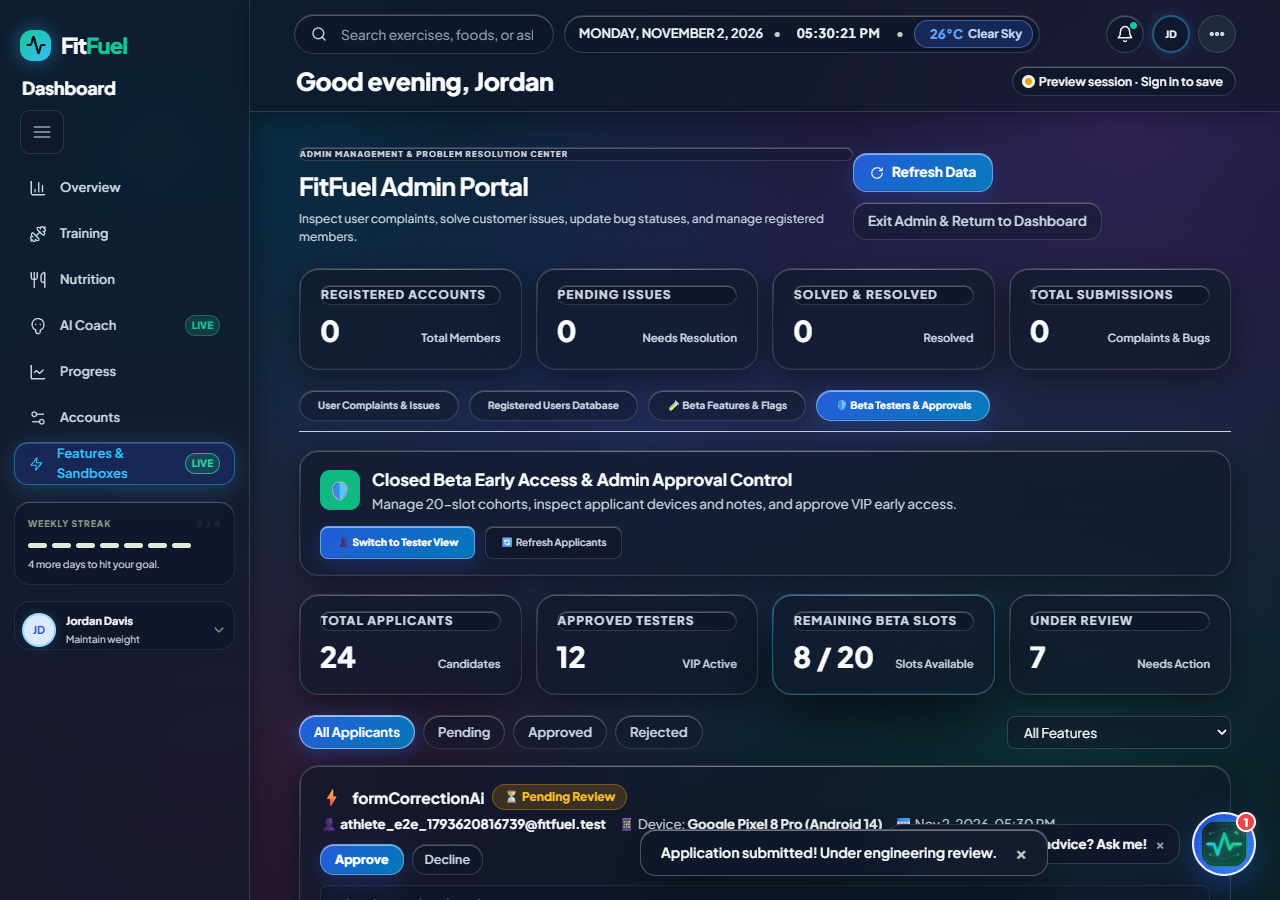 FitFuel
Dashboard
Overview
Training
Nutrition
AI Coach LIVE
Progress
Accounts
Features & Sandboxes LIVE
WEEKLY STREAK 0 / 4
4 more days to hit your goal.
JD
Jordan Davis
Maintain weight
Search exercises, foods, or asl
MONDAY, NOVEMBER 2, 2026 • 05:30:21 PM • 26°C Clear Sky
JD
Good evening, Jordan
Preview session · Sign in to save
ADMIN MANAGEMENT & PROBLEM RESOLUTION CENTER
FitFuel Admin Portal
Inspect user complaints, solve customer issues, update bug statuses, and manage registered
members.
Refresh Data
Exit Admin & Return to Dashboard
REGISTERED ACCOUNTS
0 Total Members
PENDING ISSUES
0 Needs Resolution
SOLVED & RESOLVED
0 Resolved
TOTAL SUBMISSIONS
0 Complaints & Bugs
User Complaints & Issues
Registered Users Database
Beta Features & Flags
Beta Testers & Approvals
Closed Beta Early Access & Admin Approval Control
Manage 20-slot cohorts, inspect applicant devices and notes, and approve VIP early access.
Switch to Tester View
Refresh Applicants
TOTAL APPLICANTS
24 Candidates
APPROVED TESTERS
12 VIP Active
REMAINING BETA SLOTS
8 / 20 Slots Available
UNDER REVIEW
7 Needs Action
All Applicants
Pending
Approved
Rejected
All Features
formCorrectionAi Pending Review
athlete_e2e_1793620816739@fitfuel.test Device: Google Pixel 8 Pro (Android 14) Nov 2, 2026, 05:30 PM
Approve
Decline
Application submitted! Under engineering review. ×
advice? Ask me! ×
1